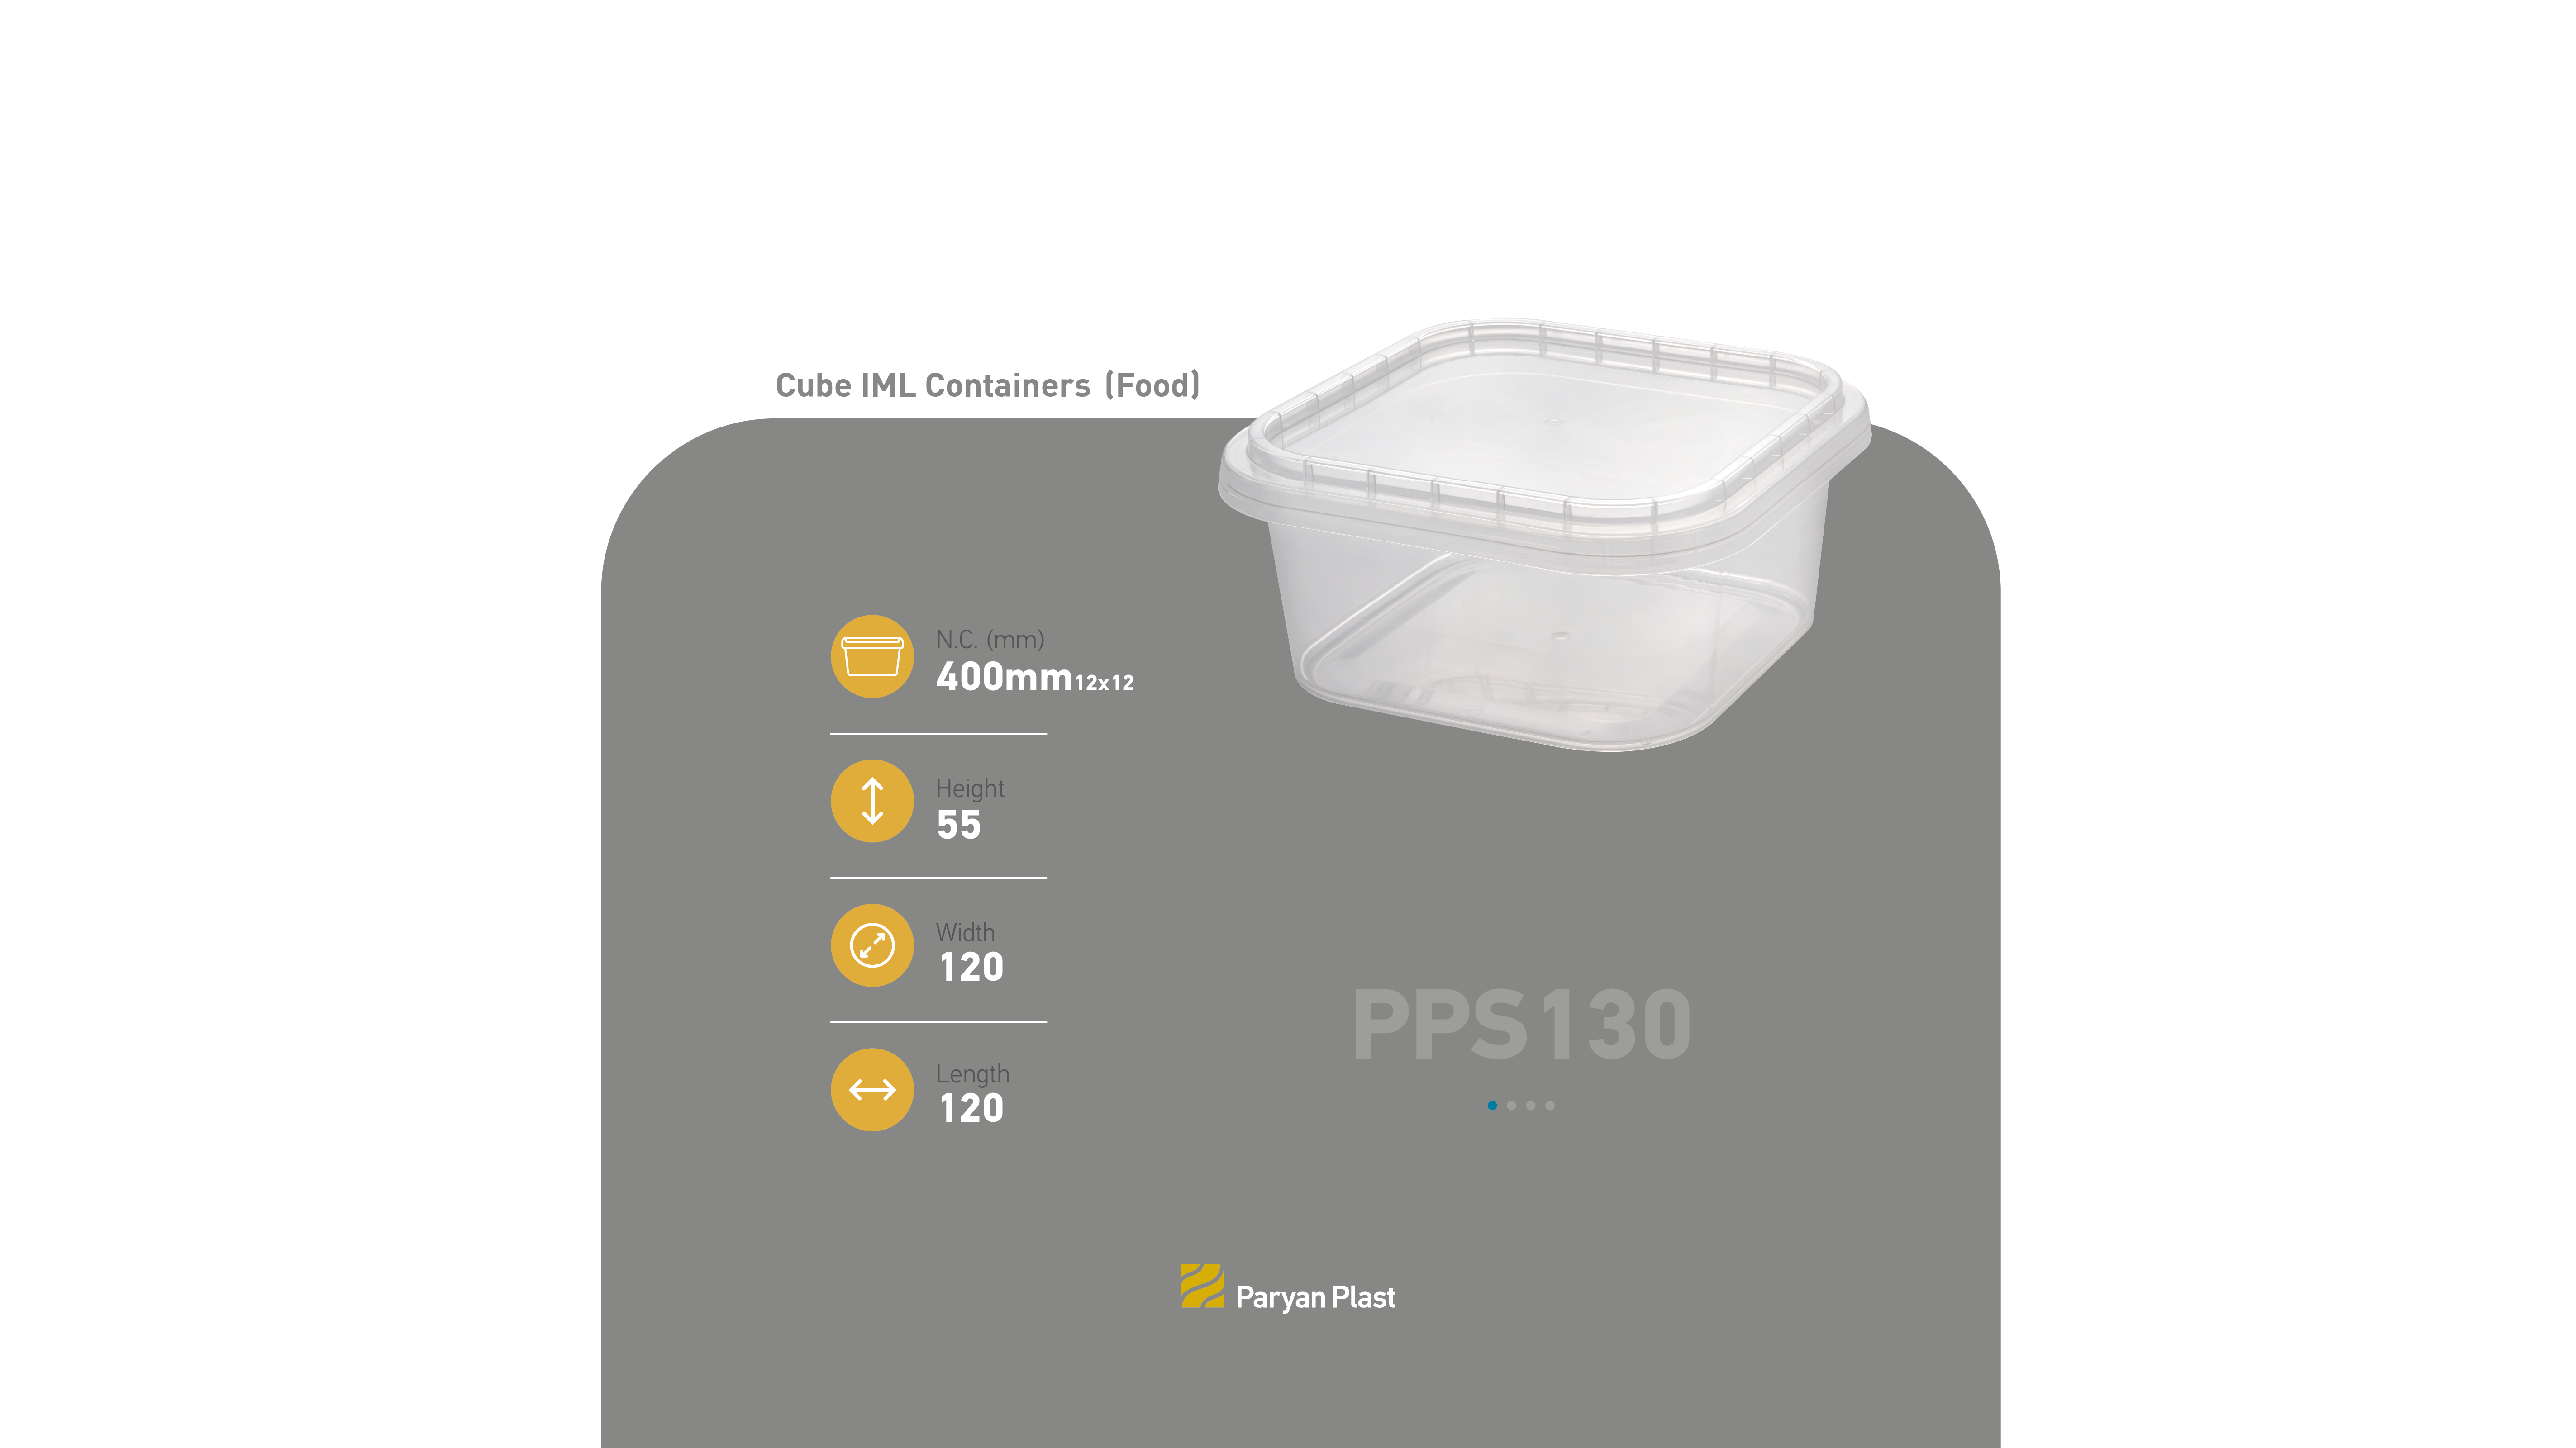 Cube IML Containers (Food)
N.C. (mm)
400mm12x12
Height
55
Width
120
Length
120
PPS130
Paryan Plast